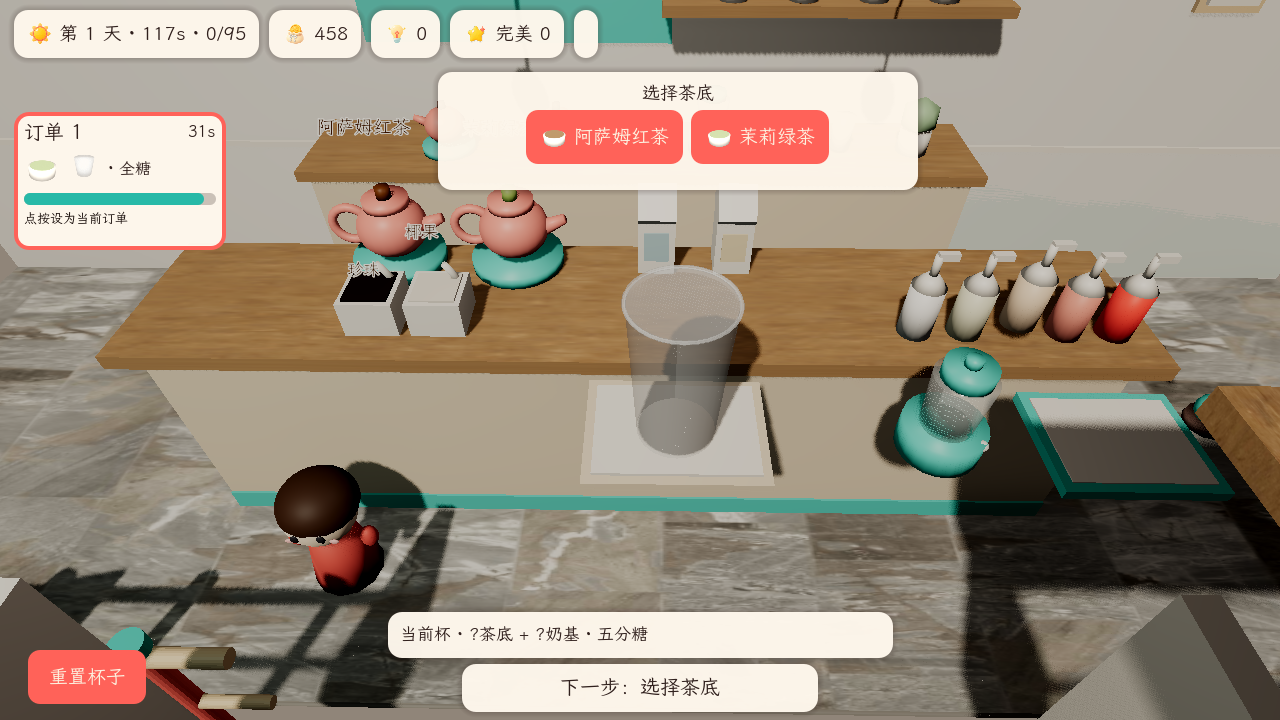 第 1 天・117s・0/95
458
0
完美 0
选择茶底
阿萨姆红茶
茉莉绿茶
订单 1
31s
・全糖
点按设为当前订单
阿萨姆红茶
椰果
珍珠
当前杯・?茶底 + ?奶基・五分糖
下一步：选择茶底
重置杯子